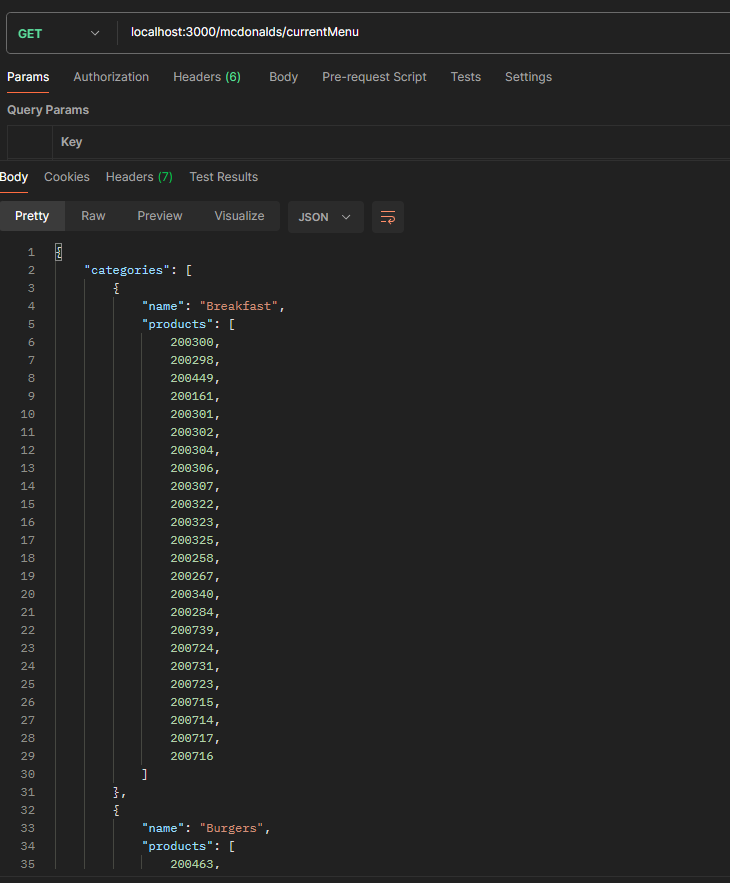 GET localhost:3000/mcdonalds/currentMenu
Params Authorization Headers (6) Body Pre-request Script Tests Settings
Query Params
Key
Body Cookies Headers (7) Test Results
Pretty Raw Preview Visualize JSON
1 {
2 "categories": [
3 {
4 "name": "Breakfast",
5 "products": [
6 200300,
7 200298,
8 200449,
9 200161,
10 200301,
11 200302,
12 200304,
13 200306,
14 200307,
15 200322,
16 200323,
17 200325,
18 200258,
19 200267,
20 200340,
21 200284,
22 200739,
23 200724,
24 200731,
25 200723,
26 200715,
27 200714,
28 200717,
29 200716
30 ]
31 },
32 {
33 "name": "Burgers",
34 "products": [
35 200463,